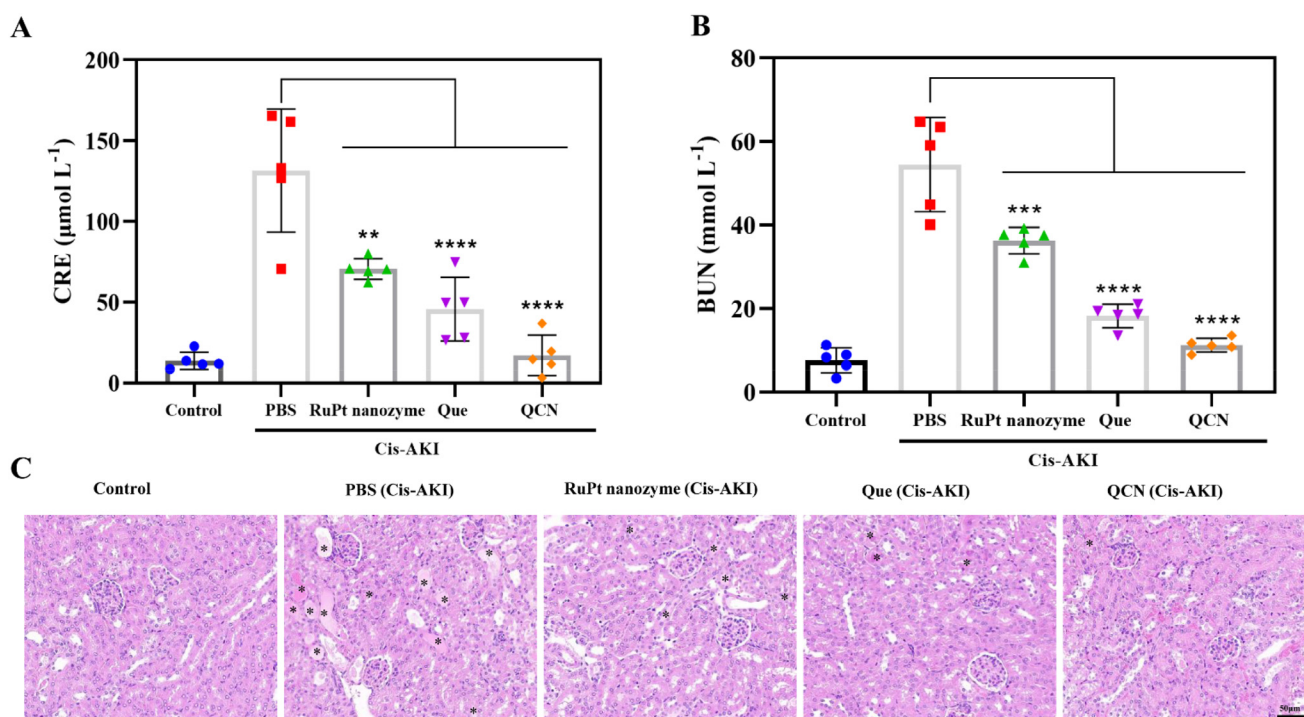 A
CRE (μmol L⁻¹)
200
150
100
50
0
**
****
****
Control
PBS
RuPt nanozyme
Que
QCN
Cis-AKI
B
BUN (mmol L⁻¹)
80
60
40
20
0
***
****
****
Control
PBS
RuPt nanozyme
Que
QCN
Cis-AKI
C
Control
PBS (Cis-AKI)
RuPt nanozyme (Cis-AKI)
Que (Cis-AKI)
QCN (Cis-AKI)
50μm